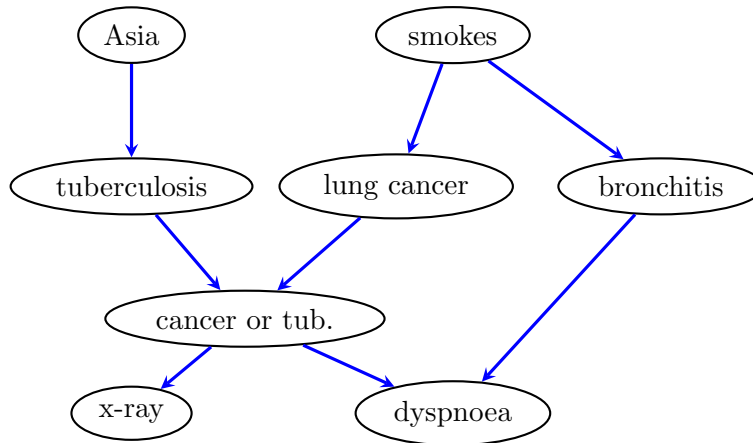 Asia
smokes
tuberculosis
lung cancer
bronchitis
cancer or tub.
x-ray
dyspnoea